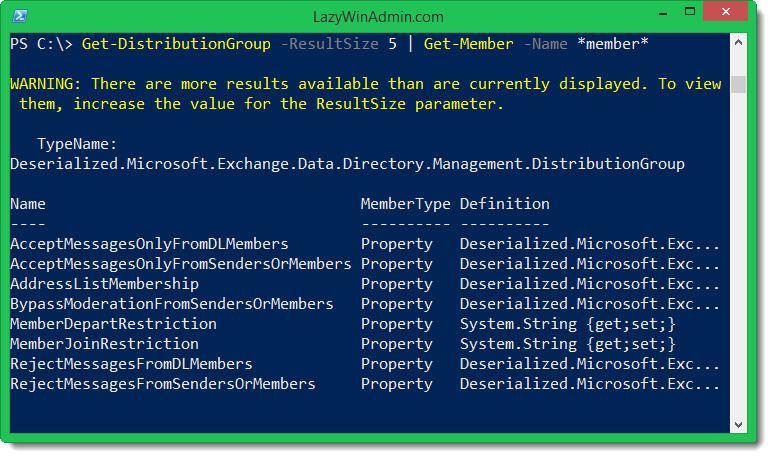 LazyWinAdmin.com
PS C:\> Get-DistributionGroup -ResultSize 5 | Get-Member -Name *member*
WARNING: There are more results available than are currently displayed. To view
them, increase the value for the ResultSize parameter.
TypeName:
Deserialized.Microsoft.Exchange.Data.Directory.Management.DistributionGroup
Name MemberType Definition
---- ---------- ----------
AcceptMessagesOnlyFromDLMembers Property Deserialized.Microsoft.Exc...
AcceptMessagesOnlyFromSendersOrMembers Property Deserialized.Microsoft.Exc...
AddressListMembership Property Deserialized.Microsoft.Exc...
BypassModerationFromSendersOrMembers Property Deserialized.Microsoft.Exc...
MemberDepartRestriction Property System.String {get;set;}
MemberJoinRestriction Property System.String {get;set;}
RejectMessagesFromDLMembers Property Deserialized.Microsoft.Exc...
RejectMessagesFromSendersOrMembers Property Deserialized.Microsoft.Exc...